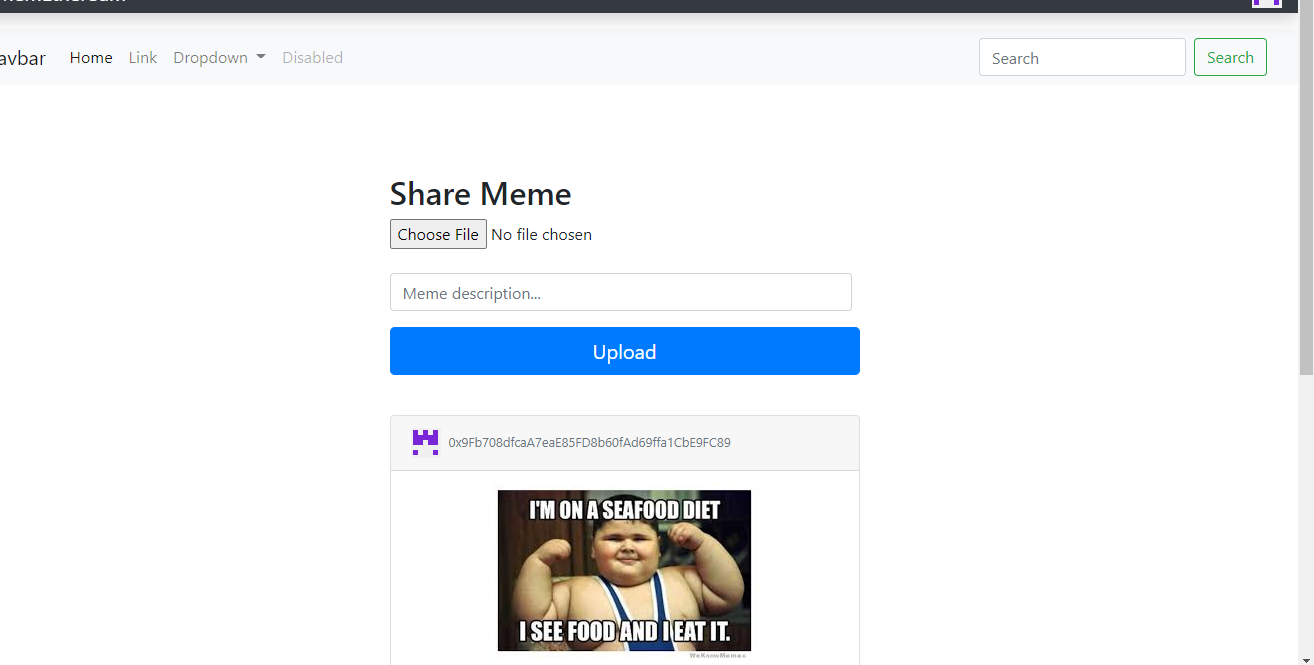 avbar Home Link Dropdown Disabled Search Search
Share Meme
Choose File No file chosen
Meme description...
Upload
0x9Fb708dfcaA7eaE85FD8b60fAd69ffa1CbE9FC89
I'M ON A SEAFOOD DIET
I SEE FOOD AND I EAT IT.
WeKnowMemes